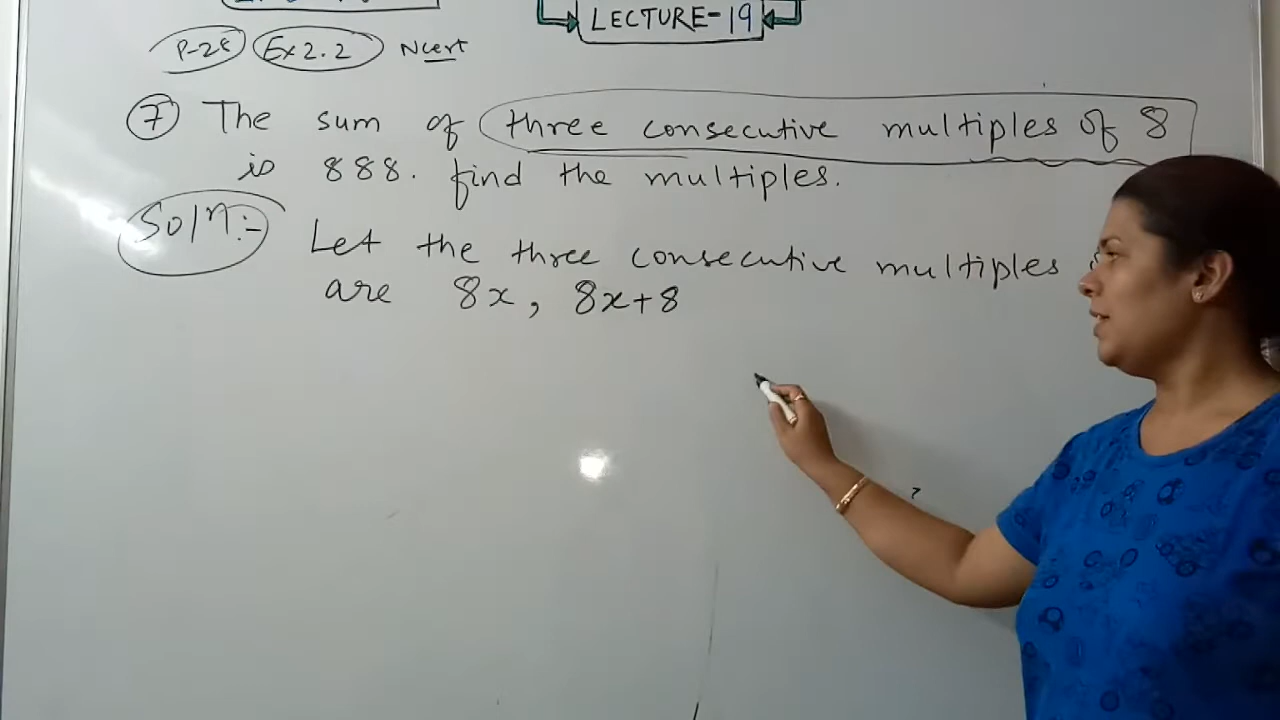 LECTURE-19
P-28 Ex 2.2 Ncert
7 The sum of three consecutive multiples of 8
is 888. find the multiples.
Soln:- Let the three consecutive multiples
are 8x, 8x+8